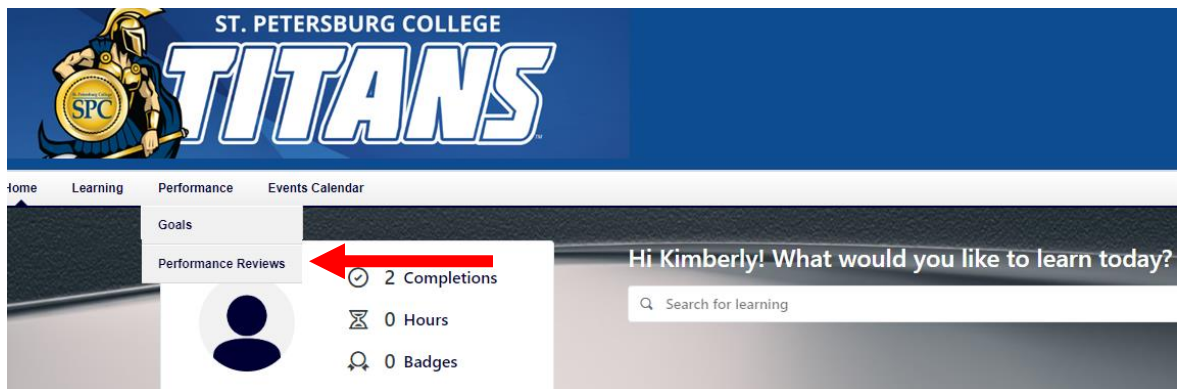 ST. PETERSBURG COLLEGE
TITANS
SPC
Home Learning Performance Events Calendar
Goals
Performance Reviews
2 Completions
0 Hours
0 Badges
Hi Kimberly! What would you like to learn today?
Search for learning